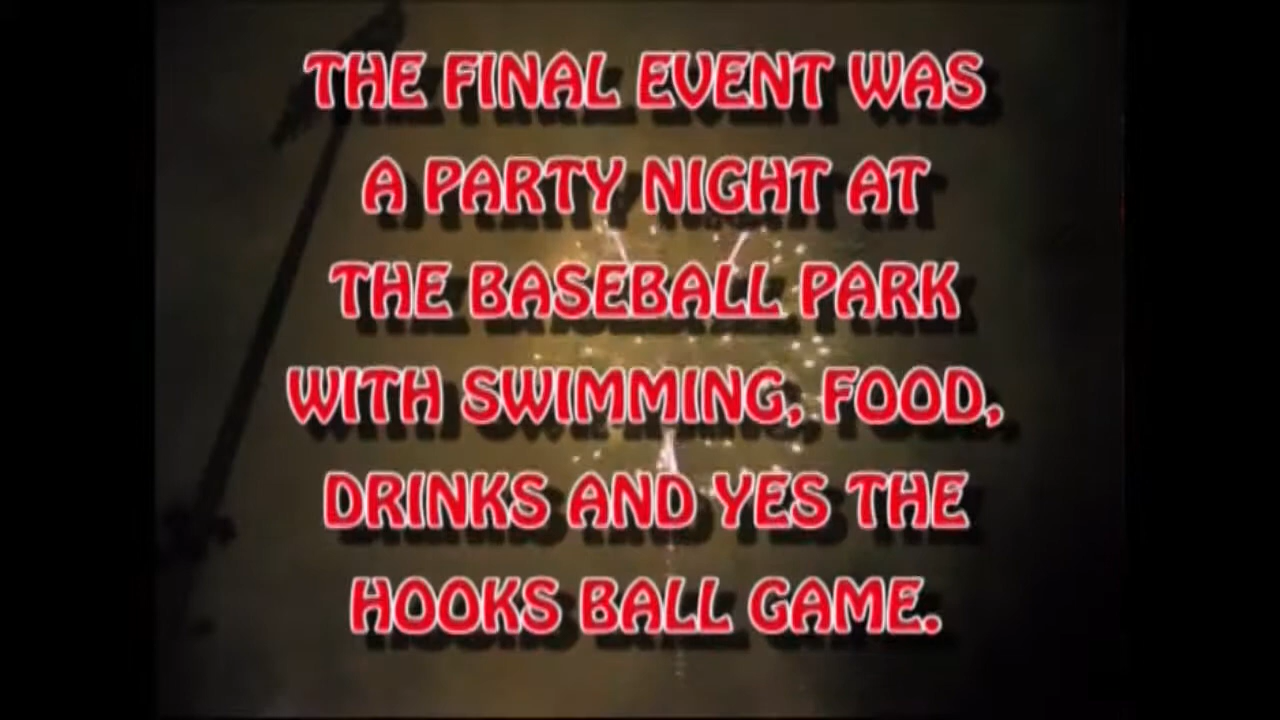 THE FINAL EVENT WAS
A PARTY NIGHT AT
THE BASEBALL PARK
WITH SWIMMING, FOOD,
DRINKS AND YES THE
HOOKS BALL GAME.